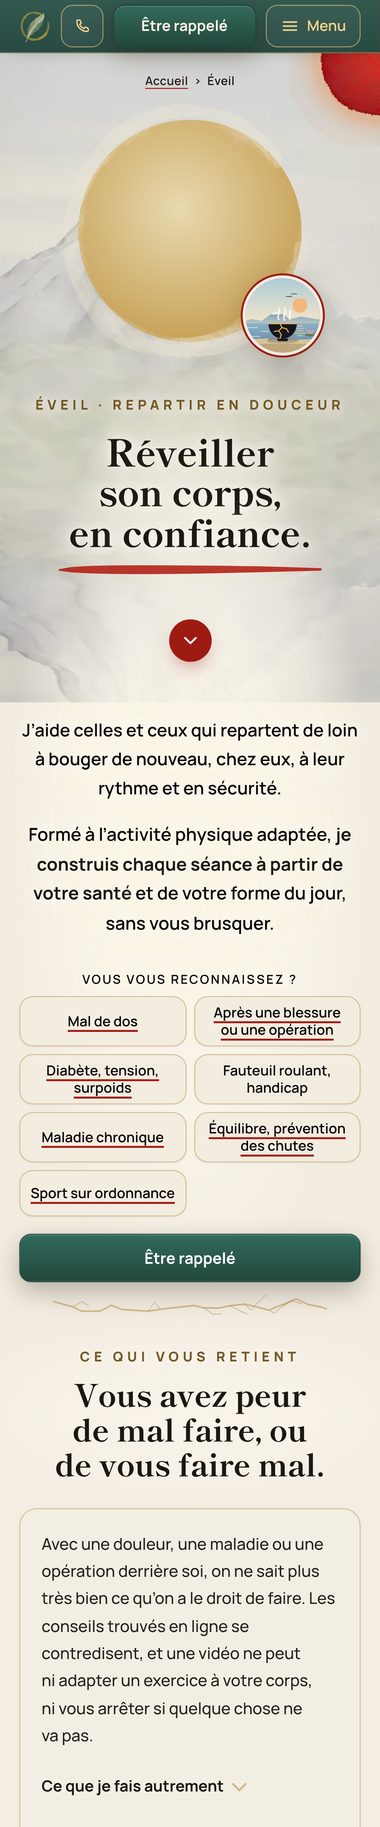 Être rappelé
Menu
Accueil › Éveil
ÉVEIL · REPARTIR EN DOUCEUR
Réveiller
son corps,
en confiance.
J'aide celles et ceux qui repartent de loin
à bouger de nouveau, chez eux, à leur
rythme et en sécurité.
Formé à l'activité physique adaptée, je
construis chaque séance à partir de
votre santé et de votre forme du jour,
sans vous brusquer.
VOUS VOUS RECONNAISSEZ ?
Mal de dos
Après une blessure
ou une opération
Diabète, tension,
surpoids
Fauteuil roulant,
handicap
Maladie chronique
Équilibre, prévention
des chutes
Sport sur ordonnance
Être rappelé
CE QUI VOUS RETIENT
Vous avez peur
de mal faire, ou
de vous faire mal.
Avec une douleur, une maladie ou une
opération derrière soi, on ne sait plus
très bien ce qu'on a le droit de faire. Les
conseils trouvés en ligne se
contredisent, et une vidéo ne peut
ni adapter un exercice à votre corps,
ni vous arrêter si quelque chose ne
va pas.
Ce que je fais autrement